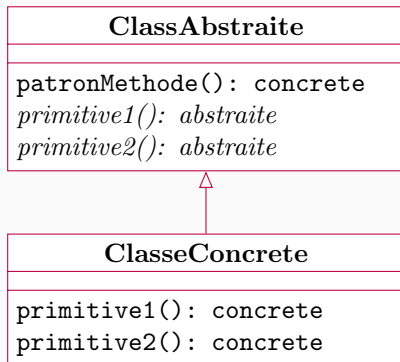 ClassAbstraite
patronMethode(): concrete
primitive1(): abstraite
primitive2(): abstraite
ClasseConcrete
primitive1(): concrete
primitive2(): concrete